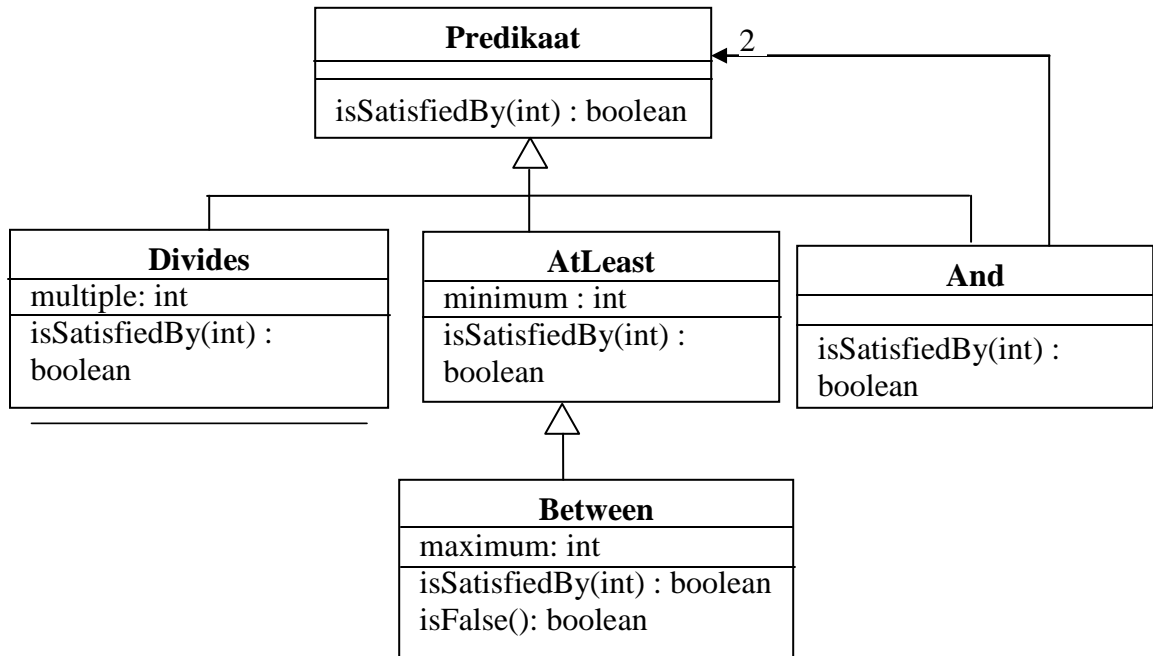 Predikaat
2
isSatisfiedBy(int) : boolean
Divides
multiple: int
isSatisfiedBy(int) :
boolean
AtLeast
minimum : int
isSatisfiedBy(int) :
boolean
And
isSatisfiedBy(int) :
boolean
Between
maximum: int
isSatisfiedBy(int) : boolean
isFalse(): boolean